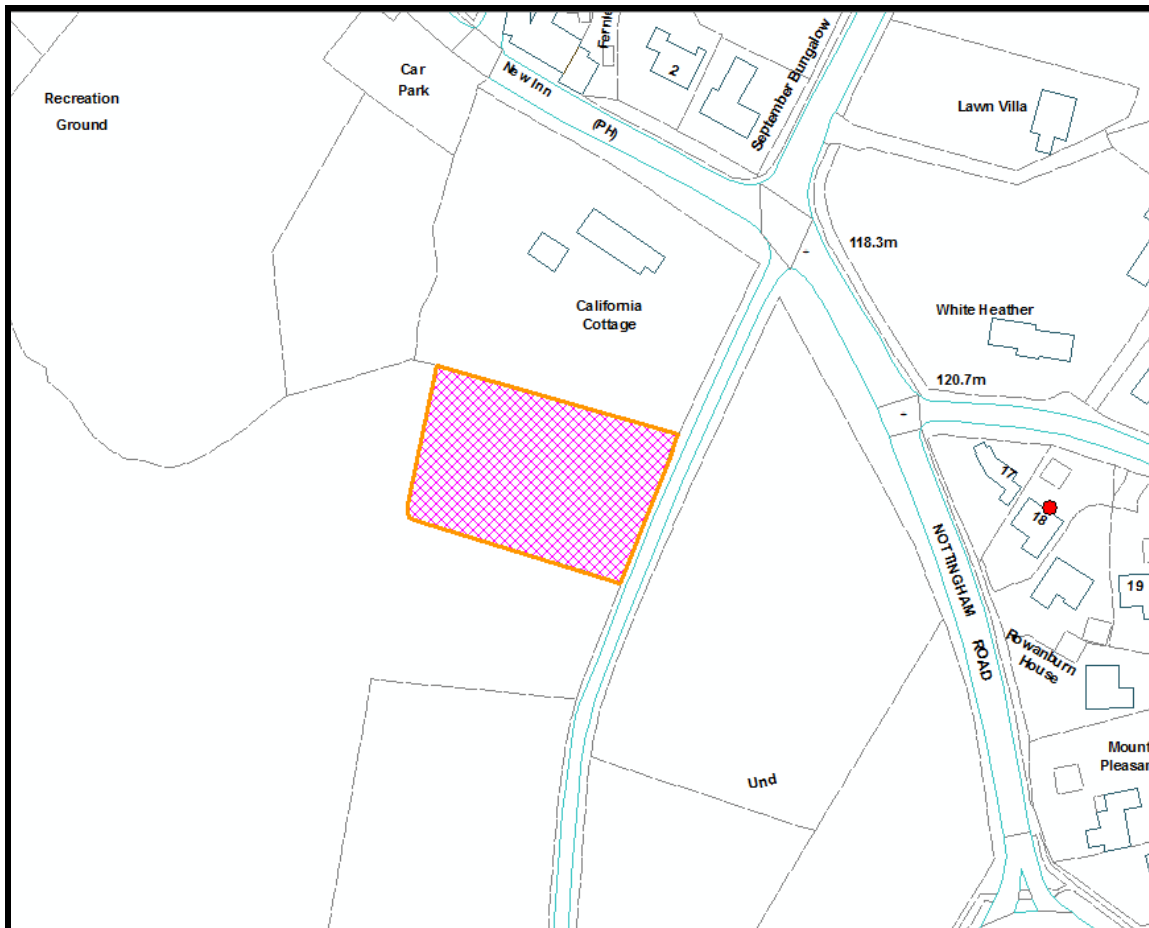 Fernie
2
September Bungalow
Car
Park
New Inn
(PH)
Recreation
Ground
Lawn Villa
118.3m
California
Cottage
White Heather
120.7m
17
18
19
NOTTINGHAM ROAD
Rowanburn
House
Mount
Pleasan
Und